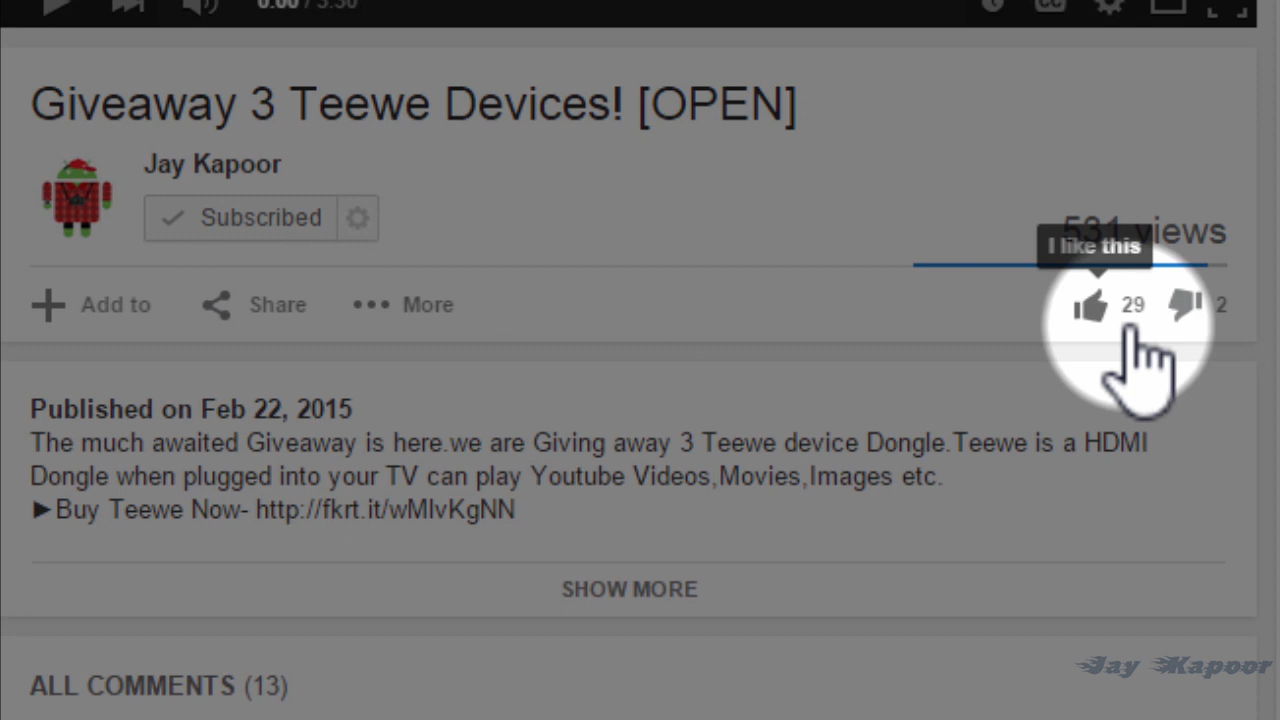 0:00 / 3:30
CC
Giveaway 3 Teewe Devices! [OPEN]
Jay Kapoor
Subscribed
531 views
I like this
Add to
Share
More
29
2
Published on Feb 22, 2015
The much awaited Giveaway is here.we are Giving away 3 Teewe device Dongle.Teewe is a HDMI
Dongle when plugged into your TV can play Youtube Videos,Movies,Images etc.
►Buy Teewe Now- http://fkrt.it/wMlvKgNN
SHOW MORE
ALL COMMENTS (13)
Jay Kapoor